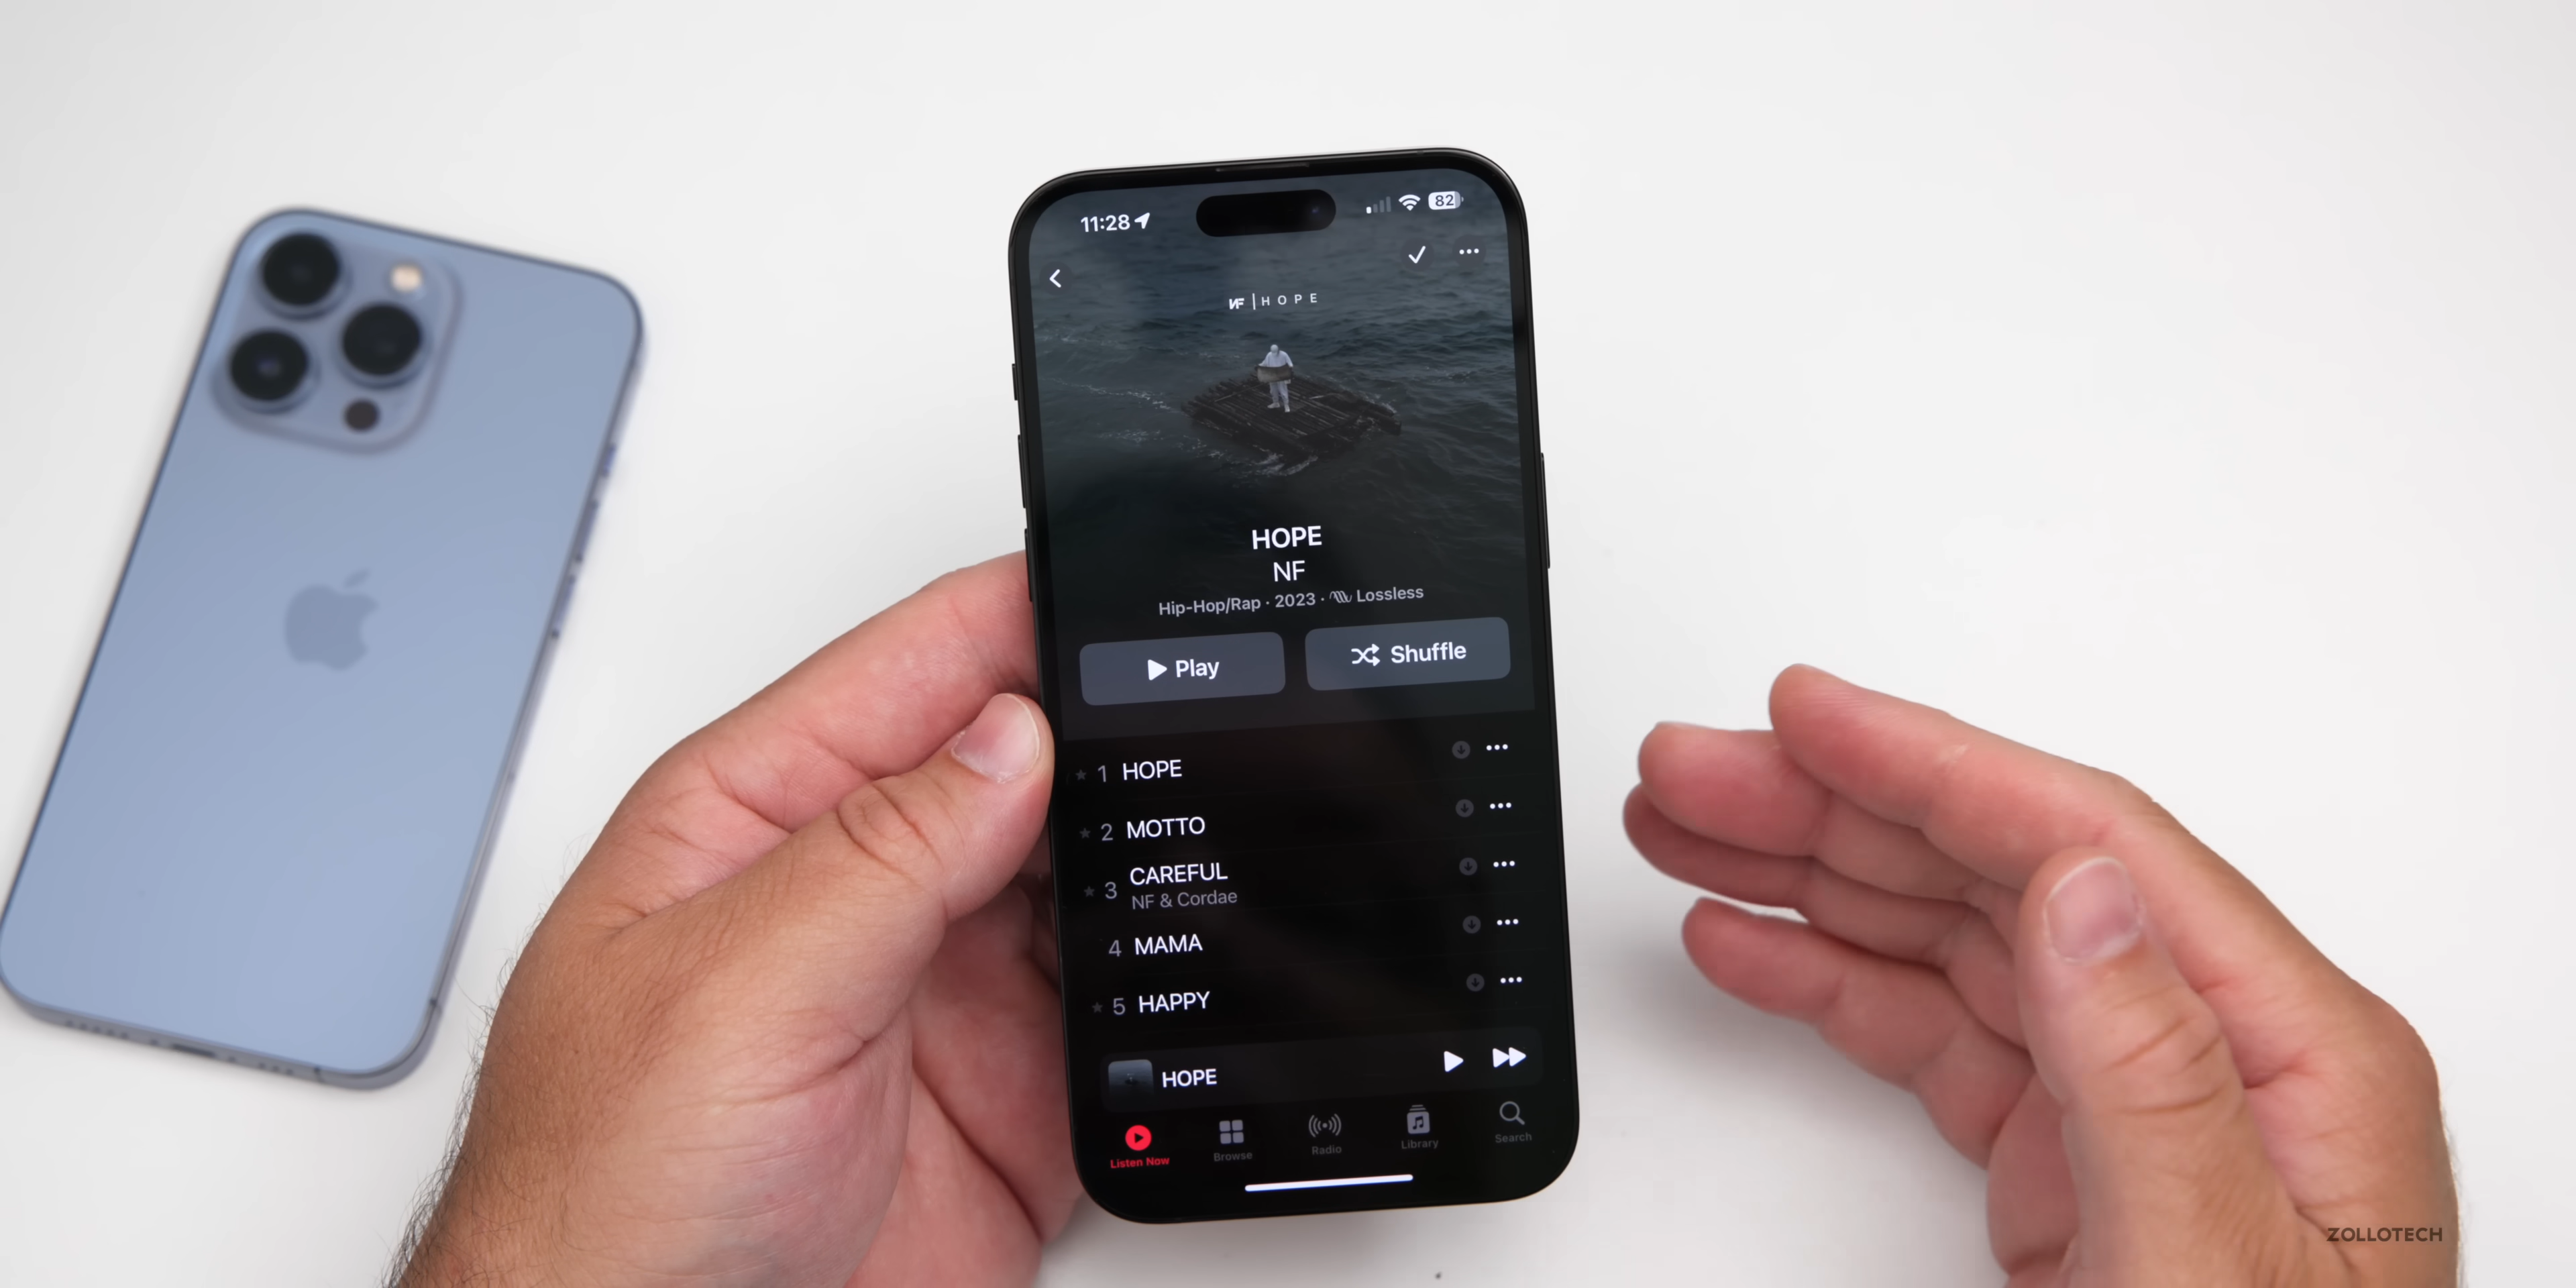 11:28
82
NF | HOPE
HOPE
NF
Hip-Hop/Rap · 2023 · Lossless
Play
Shuffle
★ 1 HOPE
★ 2 MOTTO
★ 3 CAREFUL
NF & Cordae
4 MAMA
★ 5 HAPPY
HOPE
Listen Now
Browse
Radio
Library
Search
ZOLLOTECH